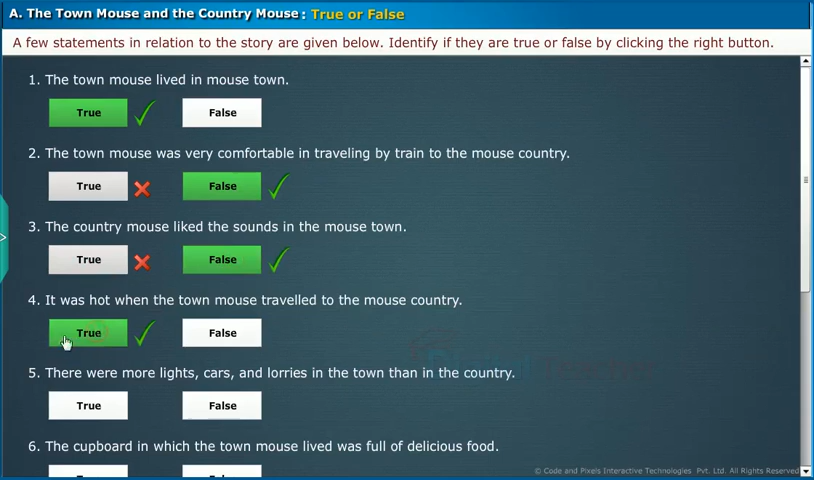 A. The Town Mouse and the Country Mouse : True or False
A few statements in relation to the story are given below. Identify if they are true or false by clicking the right button.
1. The town mouse lived in mouse town.
True False
2. The town mouse was very comfortable in traveling by train to the mouse country.
True False
3. The country mouse liked the sounds in the mouse town.
True False
4. It was hot when the town mouse travelled to the mouse country.
True False
5. There were more lights, cars, and lorries in the town than in the country.
True False
6. The cupboard in which the town mouse lived was full of delicious food.
© Code and Pixels Interactive Technologies Pvt. Ltd. All Rights Reserved